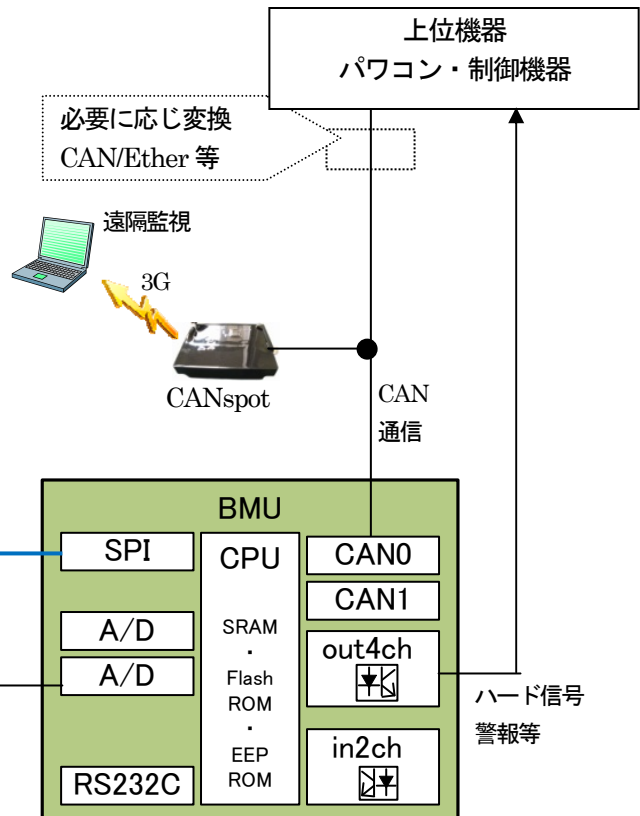 上位機器
パワコン・制御機器
必要に応じ変換
CAN/Ether 等
遠隔監視
3G
CANspot
CAN
通信
BMU
SPI
CPU
CAN0
CAN1
A/D
SRAM
・
Flash
ROM
・
EEP
ROM
out4ch
A/D
ハード信号
警報等
in2ch
RS232C